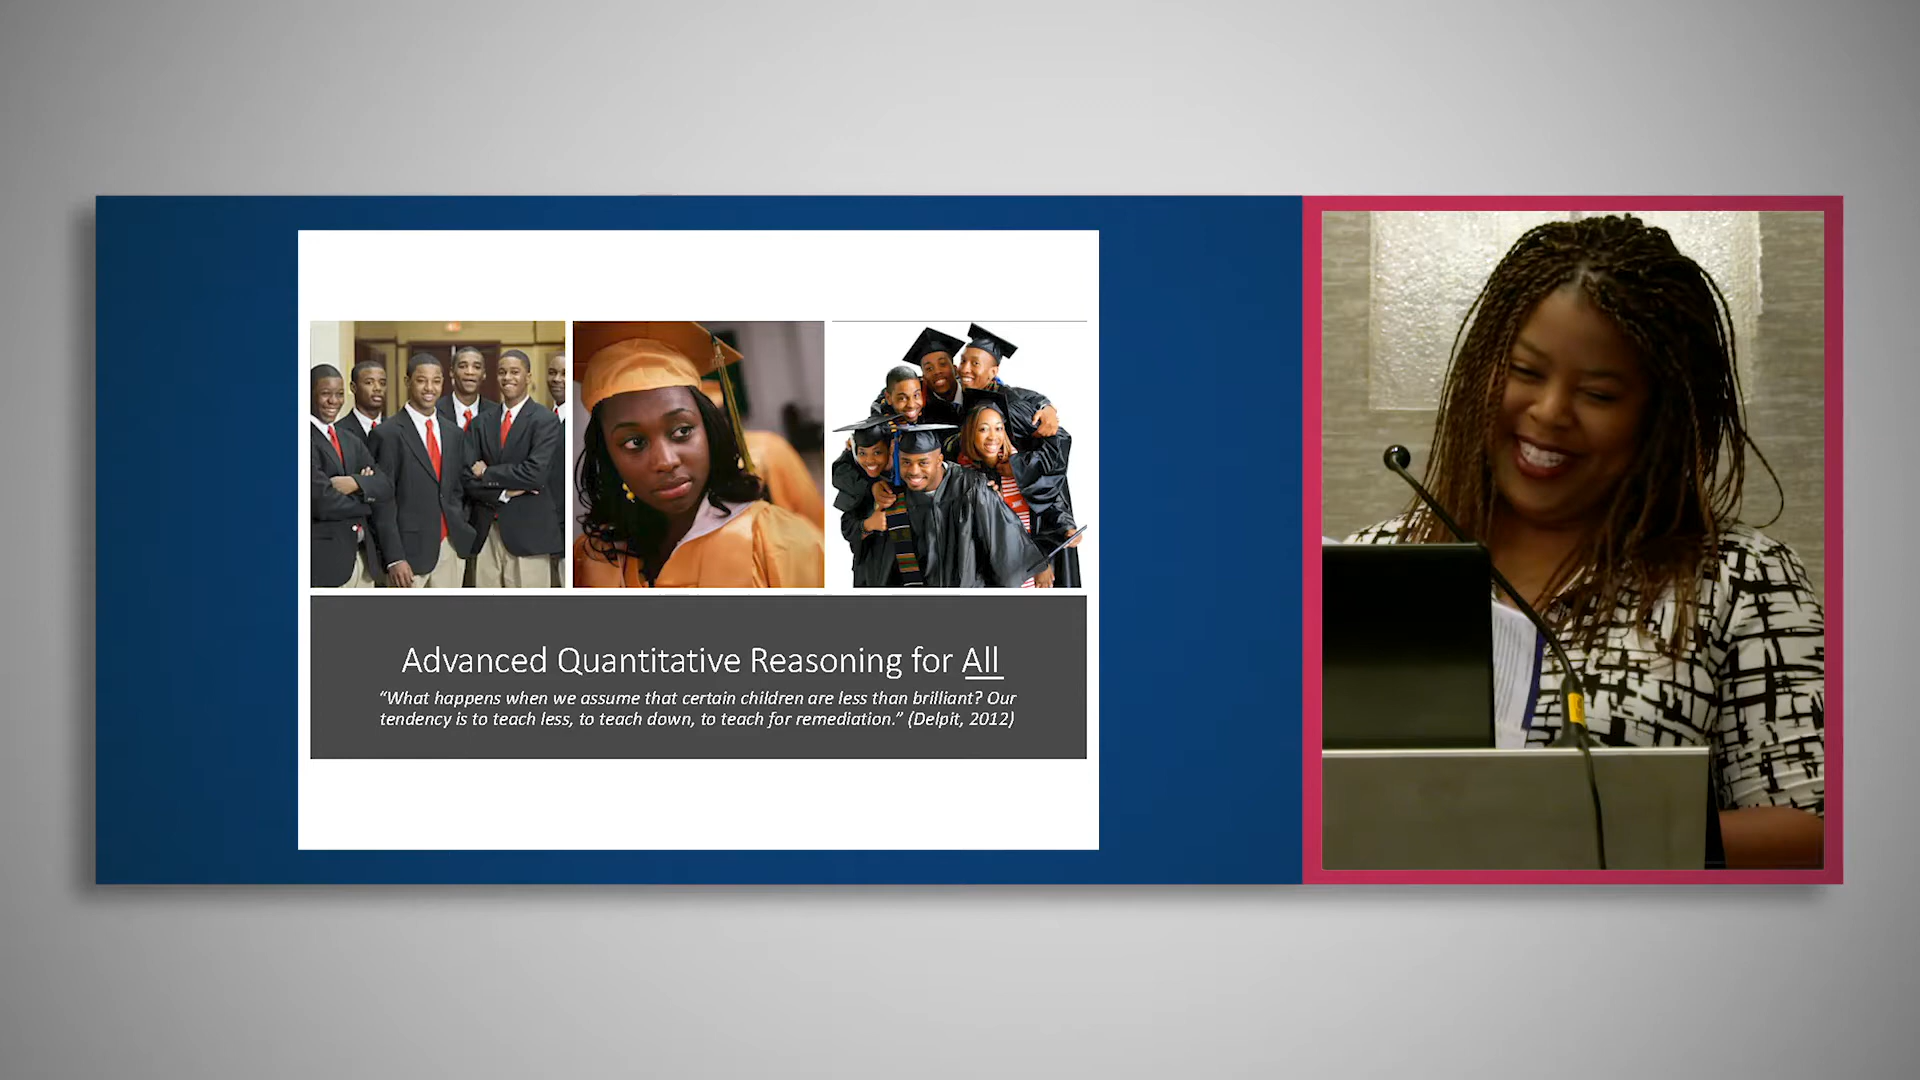 Advanced Quantitative Reasoning for All
“What happens when we assume that certain children are less than brilliant? Our
tendency is to teach less, to teach down, to teach for remediation.” (Delpit, 2012)